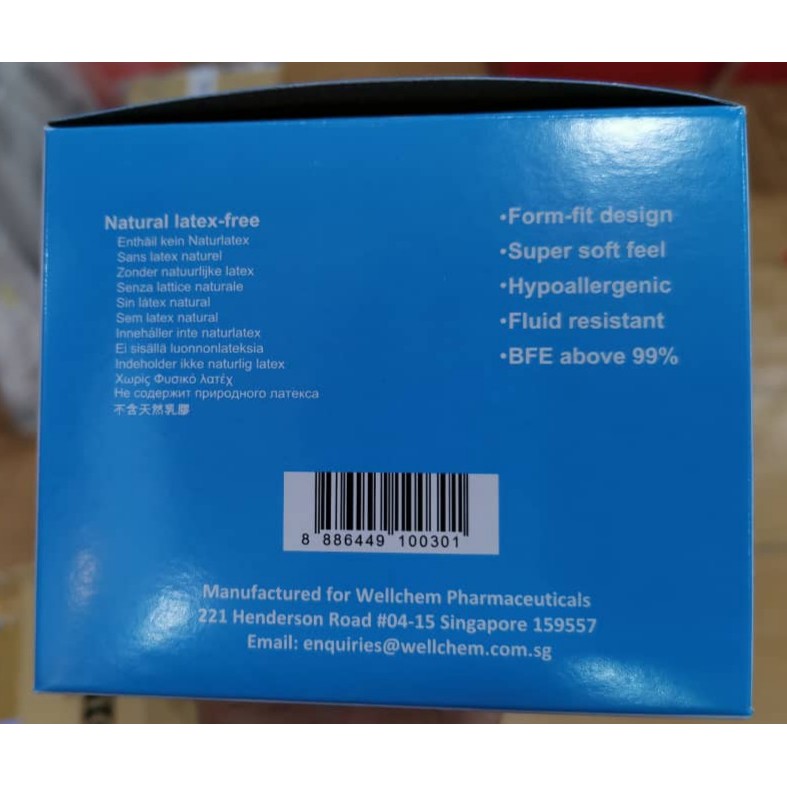 Natural latex-free
Enthäil kein Naturlatex
Sans latex naturel
Zonder natuurlijke latex
Senza lattice naturale
Sin látex natural
Sem latex natural
Innehåller inte naturlatex
Ei sisällä luonnonlateksia
Indeholder ikke naturlig latex
Χωρίς Φυσικό λατέχ
Не содержит природного латекса
不含天然乳膠
•Form-fit design
•Super soft feel
•Hypoallergenic
•Fluid resistant
•BFE above 99%
8 886449 100301
Manufactured for Wellchem Pharmaceuticals
221 Henderson Road #04-15 Singapore 159557
Email: enquiries@wellchem.com.sg